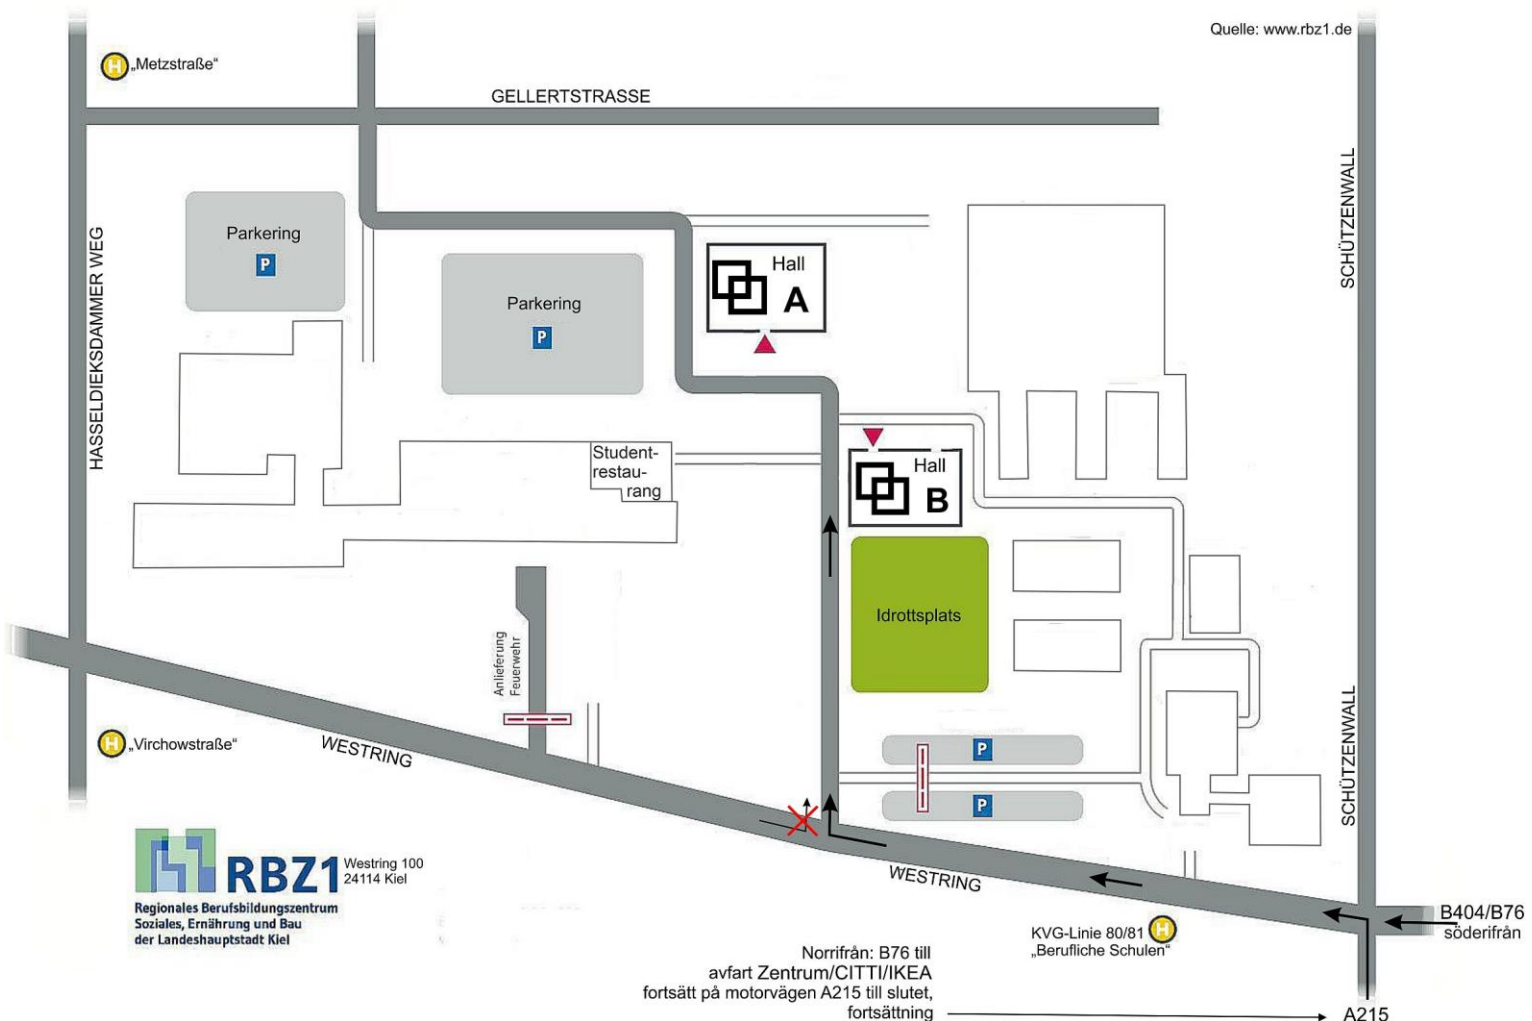 Quelle: www.rbz1.de
H „Metzstraße“
GELLERTSTRASSE
HASSELDIEKSDAMMER WEG
SCHÜTZENWALL
Parkering
P
Parkering
P
Hall
A
Student-
restau-
rang
Hall
B
Idrottsplats
Anlieferung
Feuerwehr
P
P
SCHÜTZENWALL
H „Virchowstraße“
WESTRING
WESTRING
RBZ1
Westring 100
24114 Kiel
Regionales Berufsbildungszentrum
Soziales, Ernährung und Bau
der Landeshauptstadt Kiel
KVG-Linie 80/81 H
„Berufliche Schulen“
B404/B76
söderifrån
Norrifrån: B76 till
avfart Zentrum/CITTI/IKEA
fortsätt på motorvägen A215 till slutet,
fortsättning
A215